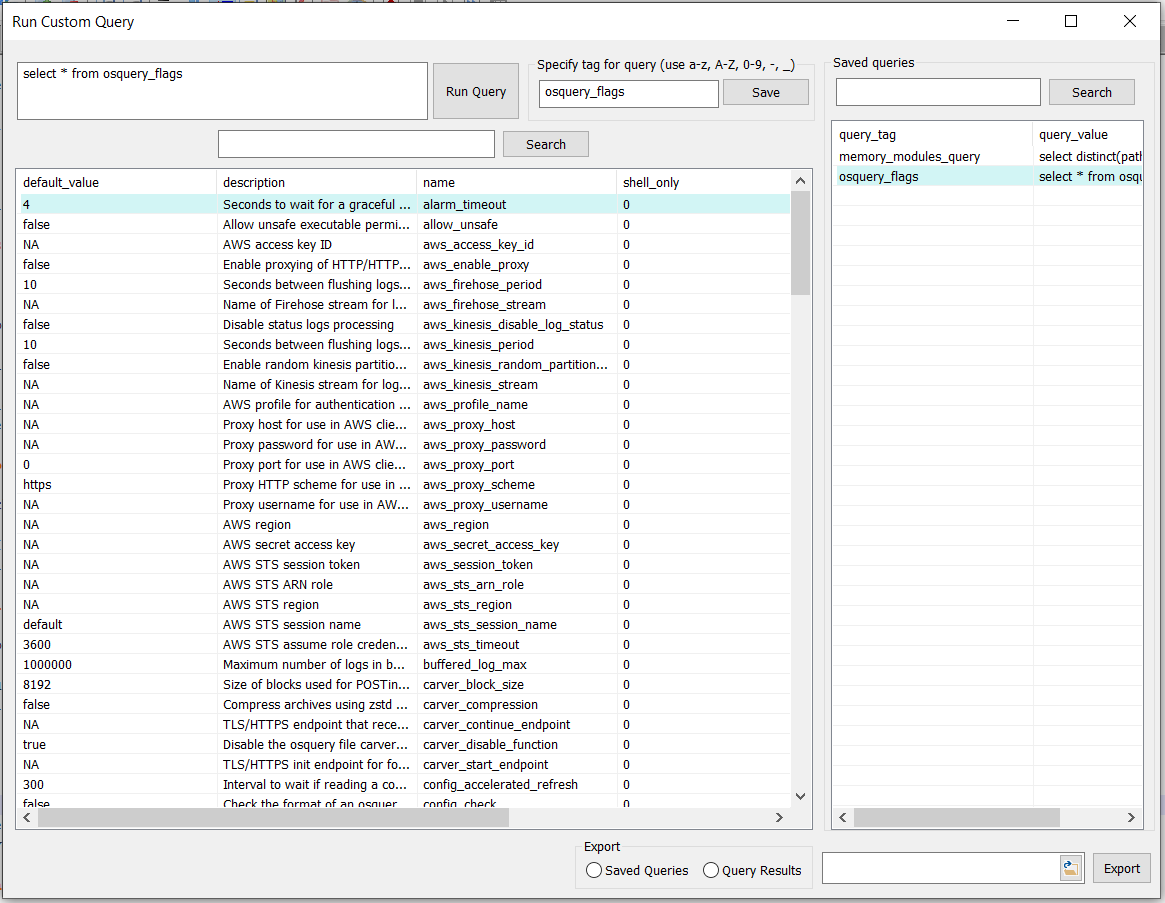 Run Custom Query
select * from osquery_flags
Run Query
Specify tag for query (use a-z, A-Z, 0-9, -, _)
osquery_flags
Save
Search
Saved queries
Search
query_tag query_value
memory_modules_query select distinct(path
osquery_flags select * from osqu
default_value description name shell_only
4 Seconds to wait for a graceful ... alarm_timeout 0
false Allow unsafe executable permi... allow_unsafe 0
NA AWS access key ID aws_access_key_id 0
false Enable proxying of HTTP/HTTP... aws_enable_proxy 0
10 Seconds between flushing logs... aws_firehose_period 0
NA Name of Firehose stream for l... aws_firehose_stream 0
false Disable status logs processing aws_kinesis_disable_log_status 0
10 Seconds between flushing logs... aws_kinesis_period 0
false Enable random kinesis partitio... aws_kinesis_random_partition... 0
NA Name of Kinesis stream for log... aws_kinesis_stream 0
NA AWS profile for authentication ... aws_profile_name 0
NA Proxy host for use in AWS clie... aws_proxy_host 0
NA Proxy password for use in AW... aws_proxy_password 0
0 Proxy port for use in AWS clie... aws_proxy_port 0
https Proxy HTTP scheme for use in ... aws_proxy_scheme 0
NA Proxy username for use in AW... aws_proxy_username 0
NA AWS region aws_region 0
NA AWS secret access key aws_secret_access_key 0
NA AWS STS session token aws_session_token 0
NA AWS STS ARN role aws_sts_arn_role 0
NA AWS STS region aws_sts_region 0
default AWS STS session name aws_sts_session_name 0
3600 AWS STS assume role creden... aws_sts_timeout 0
1000000 Maximum number of logs in b... buffered_log_max 0
8192 Size of blocks used for POSTin... carver_block_size 0
false Compress archives using zstd ... carver_compression 0
NA TLS/HTTPS endpoint that rece... carver_continue_endpoint 0
true Disable the osquery file carver... carver_disable_function 0
NA TLS/HTTPS init endpoint for fo... carver_start_endpoint 0
300 Interval to wait if reading a co... config_accelerated_refresh 0
false Check the format of an osquer config_check 0
Export
Saved Queries Query Results
Export